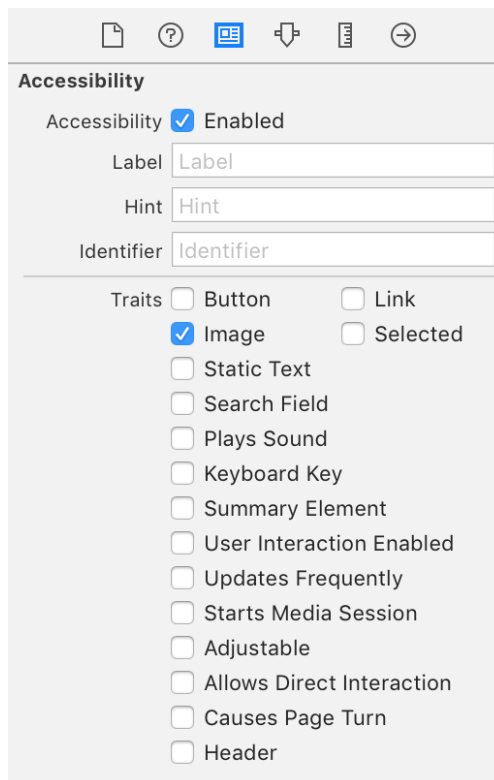 Accessibility
Accessibility Enabled
Label Label
Hint Hint
Identifier Identifier
Traits Button Link
Image Selected
Static Text
Search Field
Plays Sound
Keyboard Key
Summary Element
User Interaction Enabled
Updates Frequently
Starts Media Session
Adjustable
Allows Direct Interaction
Causes Page Turn
Header